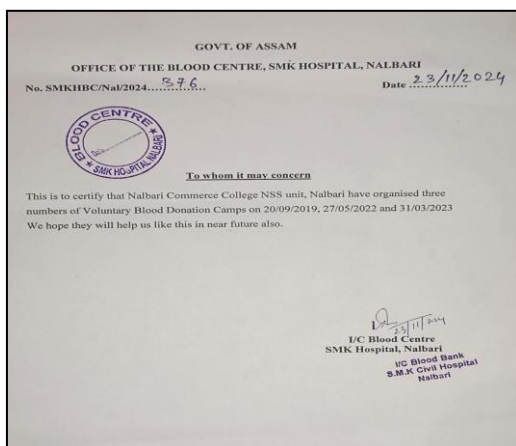 GOVT. OF ASSAM
OFFICE OF THE BLOOD CENTRE, SMK HOSPITAL, NALBARI
No. SMKHBC/Nal/2024....376.... Date 23/11/2024
BLOOD CENTRE
★ SMK HOSPITAL NALBARI ★
To whom it may concern
This is to certify that Nalbari Commerce College NSS unit, Nalbari have organised three
numbers of Voluntary Blood Donation Camps on 20/09/2019, 27/05/2022 and 31/03/2023
We hope they will help us like this in near future also.
23/11/2024
I/C Blood Centre
SMK Hospital, Nalbari
I/C Blood Bank
S.M.K Civil Hospital
Nalbari